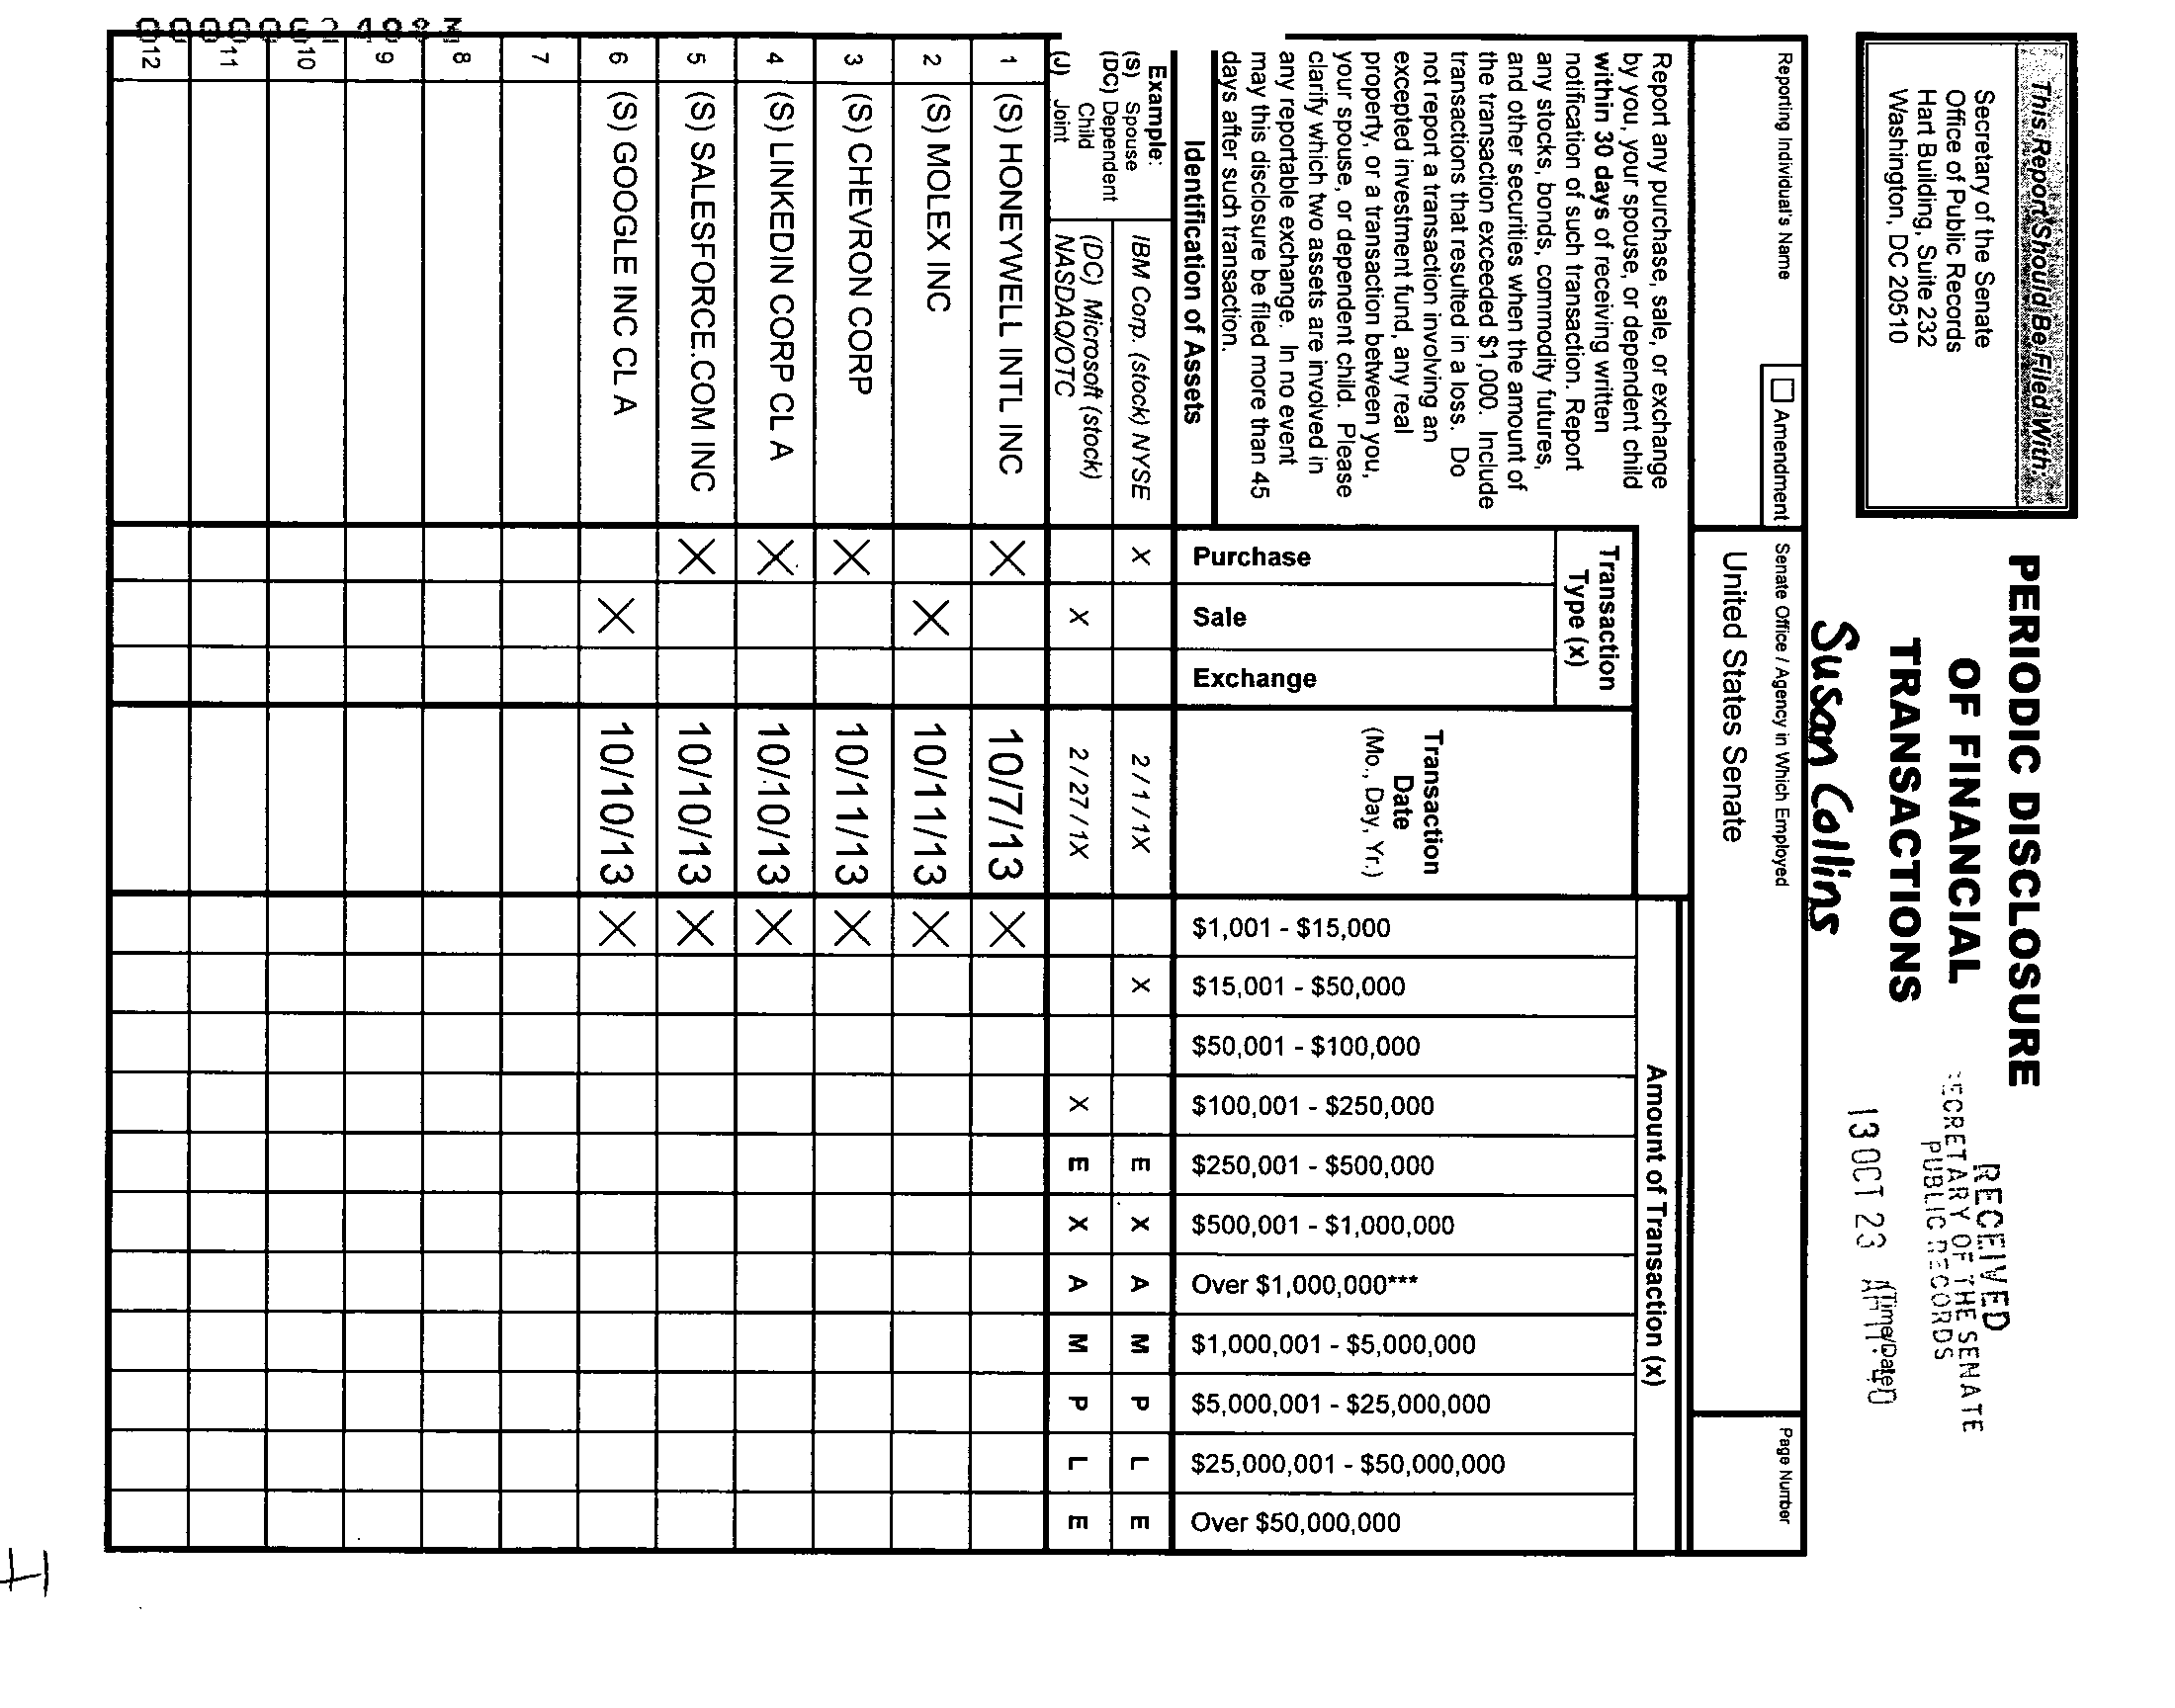 This Report Should Be Filed With:
Secretary of the Senate
Office of Public Records
Hart Building, Suite 232
Washington, DC 20510
PERIODIC DISCLOSURE
OF FINANCIAL
TRANSACTIONS
Susan Collins
RECEIVED
SECRETARY OF THE SENATE
PUBLIC RECORDS
13 OCT 23
(Time/Date)
Reporting Individual's Name
Amendment
Senate Office / Agency in Which Employed
United States Senate
Page Number
Report any purchase, sale, or exchange
by you, your spouse, or dependent child
within 30 days of receiving written
notification of such transaction. Report
any stocks, bonds, commodity futures,
and other securities when the amount of
the transaction exceeded $1,000. Include
transactions that resulted in a loss. Do
not report a transaction involving an
excepted investment fund, any real
property, or a transaction between you,
your spouse, or dependent child. Please
clarify which two assets are involved in
any reportable exchange. In no event
may this disclosure be filed more than 45
days after such transaction.
Identification of Assets
Transaction
Type (x)
Purchase
Sale
Exchange
Transaction
Date
(Mo., Day, Yr.)
Amount of Transaction (x)
$1,001 - $15,000
$15,001 - $50,000
$50,001 - $100,000
$100,001 - $250,000
$250,001 - $500,000
$500,001 - $1,000,000
Over $1,000,000***
$1,000,001 - $5,000,000
$5,000,001 - $25,000,000
$25,000,001 - $50,000,000
Over $50,000,000
Example:
(S) Spouse
(DC) Dependent
Child
(J) Joint
IBM Corp. (stock) NYSE X 2 / 1 / 1X X E X A M P L E
(DC) Microsoft (stock)
NASDAQ/OTC X 2 / 27 / 1X X E X A M P L E
1 (S) HONEYWELL INTL INC X 10/7/13 X
2 (S) MOLEX INC X 10/11/13 X
3 (S) CHEVRON CORP X 10/11/13 X
4 (S) LINKEDIN CORP CL A X 10/10/13 X
5 (S) SALESFORCE.COM INC X 10/10/13 X
6 (S) GOOGLE INC CL A X 10/10/13 X
7
8
9
10
11
12